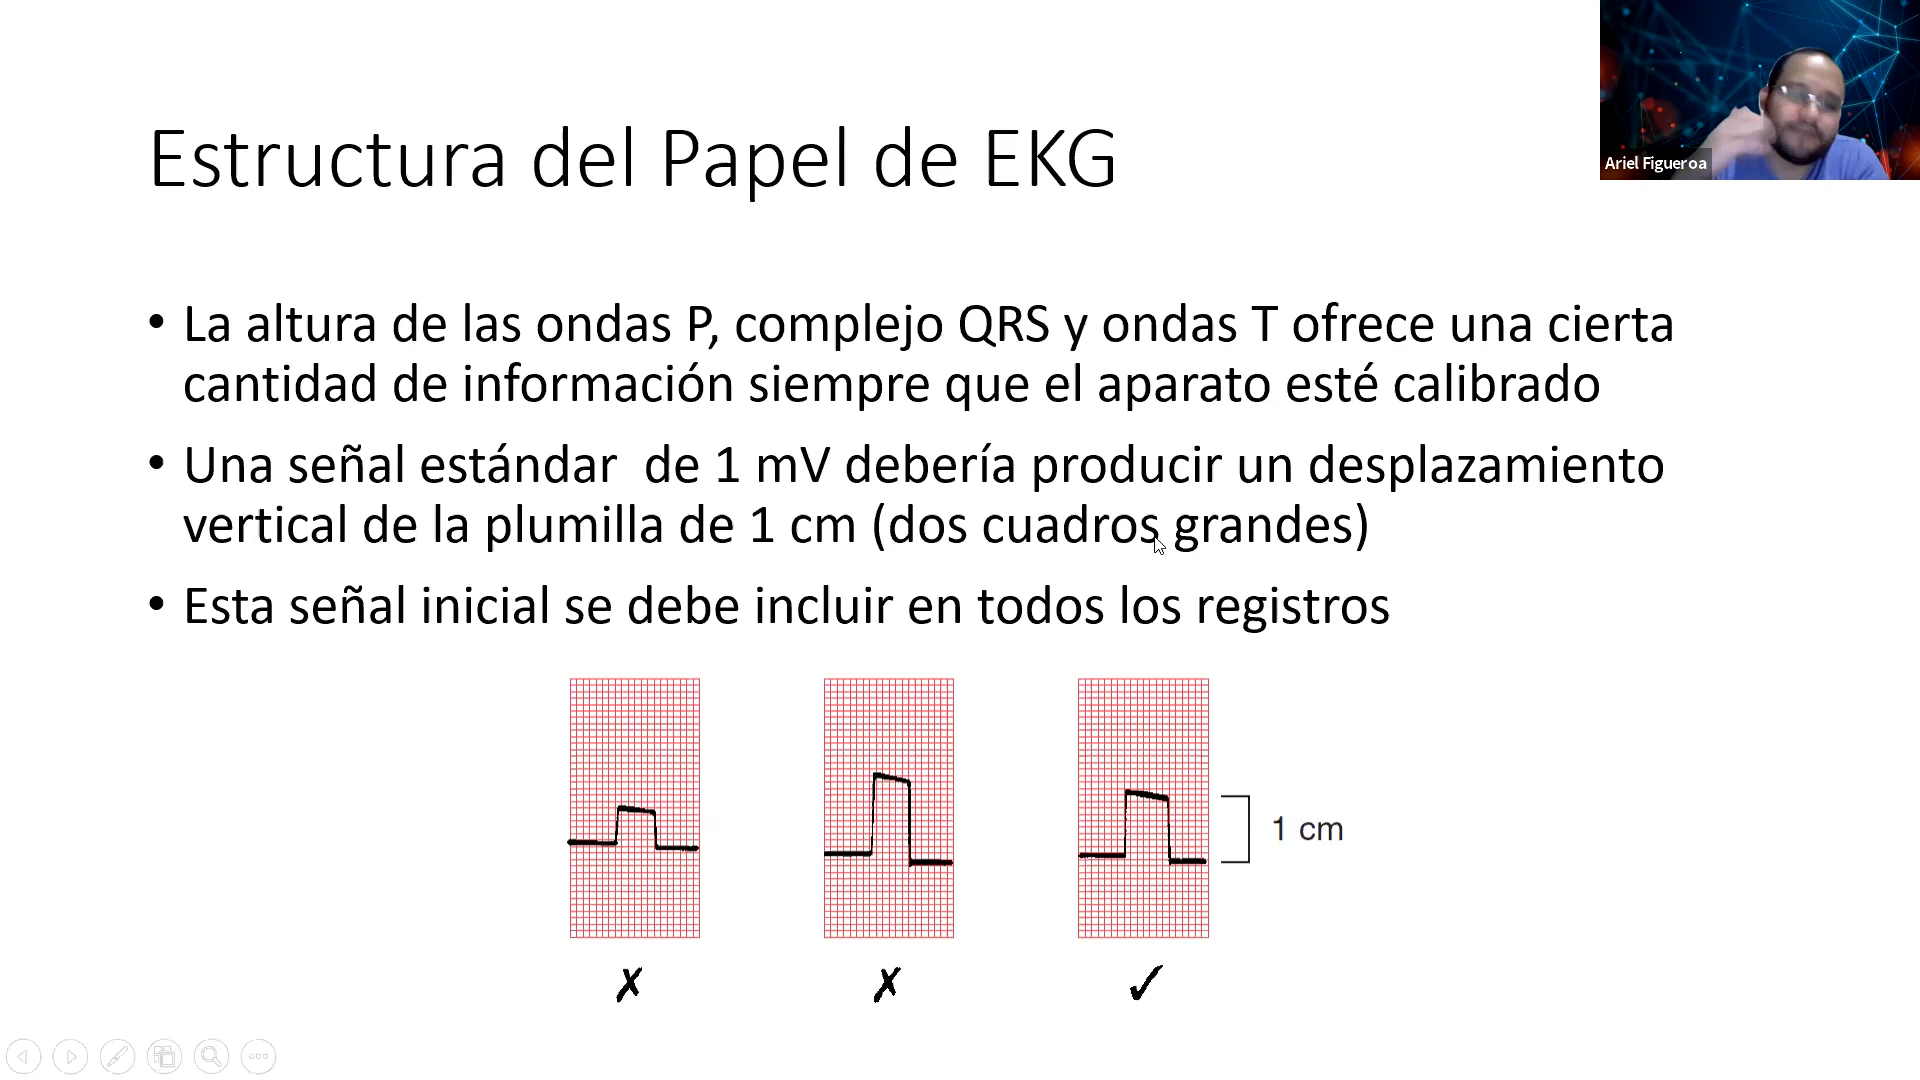 Estructura del Papel de EKG
Ariel Figueroa
• La altura de las ondas P, complejo QRS y ondas T ofrece una cierta
cantidad de información siempre que el aparato esté calibrado
• Una señal estándar  de 1 mV debería producir un desplazamiento
vertical de la plumilla de 1 cm (dos cuadros grandes)
• Esta señal inicial se debe incluir en todos los registros
1 cm
✗ ✗ ✓